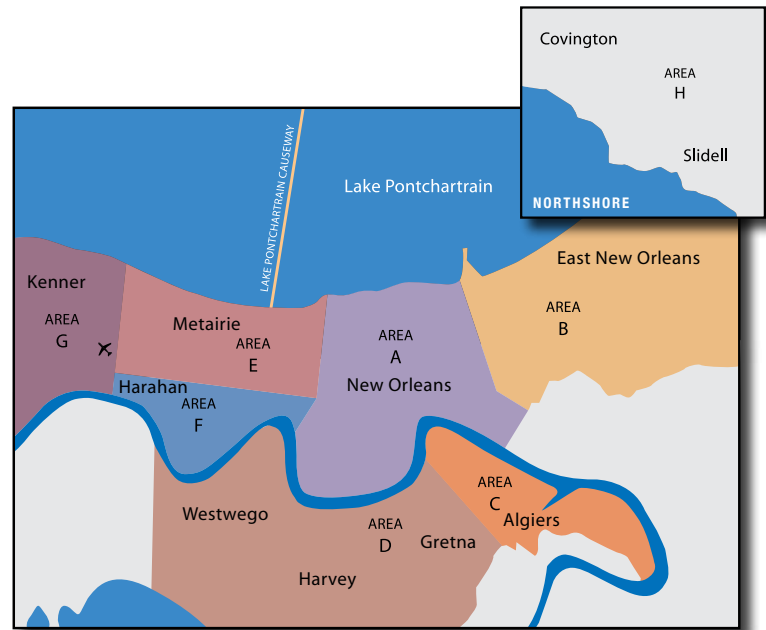 Covington
AREA
H
Slidell
NORTHSHORE
LAKE PONTCHARTRAIN CAUSEWAY
Lake Pontchartrain
East New Orleans
AREA
B
Kenner
AREA
G
Metairie
AREA
E
AREA
A
New Orleans
Harahan
AREA
F
AREA
C
Algiers
Westwego
AREA
D
Gretna
Harvey